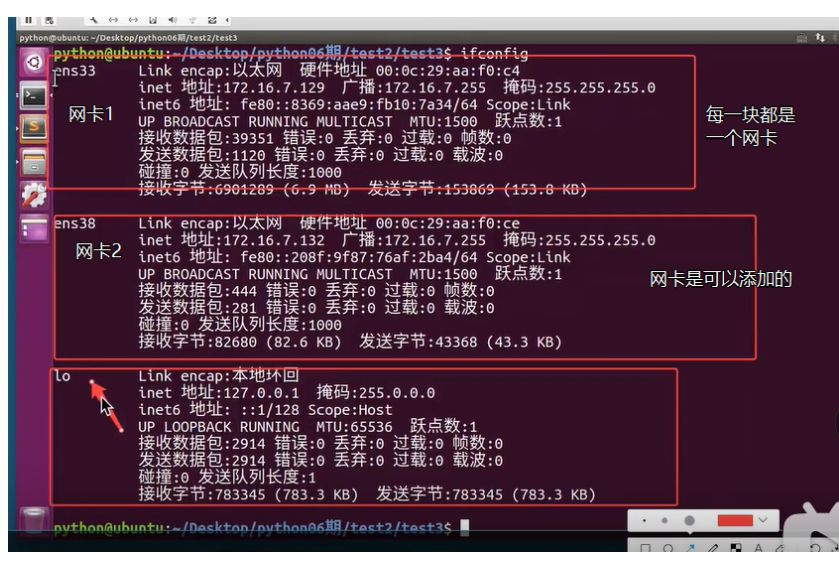 python@ubuntu: ~/Desktop/python06期/test2/test3
python@ubuntu:~/Desktop/python06期/test2/test3$ ifconfig
ens33 Link encap:以太网 硬件地址 00:0c:29:aa:f0:c4
inet 地址:172.16.7.129 广播:172.16.7.255 掩码:255.255.255.0
inet6 地址: fe80::8369:aae9:fb10:7a34/64 Scope:Link
UP BROADCAST RUNNING MULTICAST MTU:1500 跃点数:1
接收数据包:39351 错误:0 丢弃:0 过载:0 帧数:0
发送数据包:1120 错误:0 丢弃:0 过载:0 载波:0
碰撞:0 发送队列长度:1000
接收字节:6901289 (6.9 MB) 发送字节:153869 (153.8 KB)
网卡1
每一块都是
一个网卡
ens38 Link encap:以太网 硬件地址 00:0c:29:aa:f0:ce
inet 地址:172.16.7.132 广播:172.16.7.255 掩码:255.255.255.0
inet6 地址: fe80::208f:9f87:76af:2ba4/64 Scope:Link
UP BROADCAST RUNNING MULTICAST MTU:1500 跃点数:1
接收数据包:444 错误:0 丢弃:0 过载:0 帧数:0
发送数据包:281 错误:0 丢弃:0 过载:0 载波:0
碰撞:0 发送队列长度:1000
接收字节:82680 (82.6 KB) 发送字节:43368 (43.3 KB)
网卡2
网卡是可以添加的
lo Link encap:本地环回
inet 地址:127.0.0.1 掩码:255.0.0.0
inet6 地址: ::1/128 Scope:Host
UP LOOPBACK RUNNING MTU:65536 跃点数:1
接收数据包:2914 错误:0 丢弃:0 过载:0 帧数:0
发送数据包:2914 错误:0 丢弃:0 过载:0 载波:0
碰撞:0 发送队列长度:1
接收字节:783345 (783.3 KB) 发送字节:783345 (783.3 KB)
python@ubuntu:~/Desktop/python06期/test2/test3$